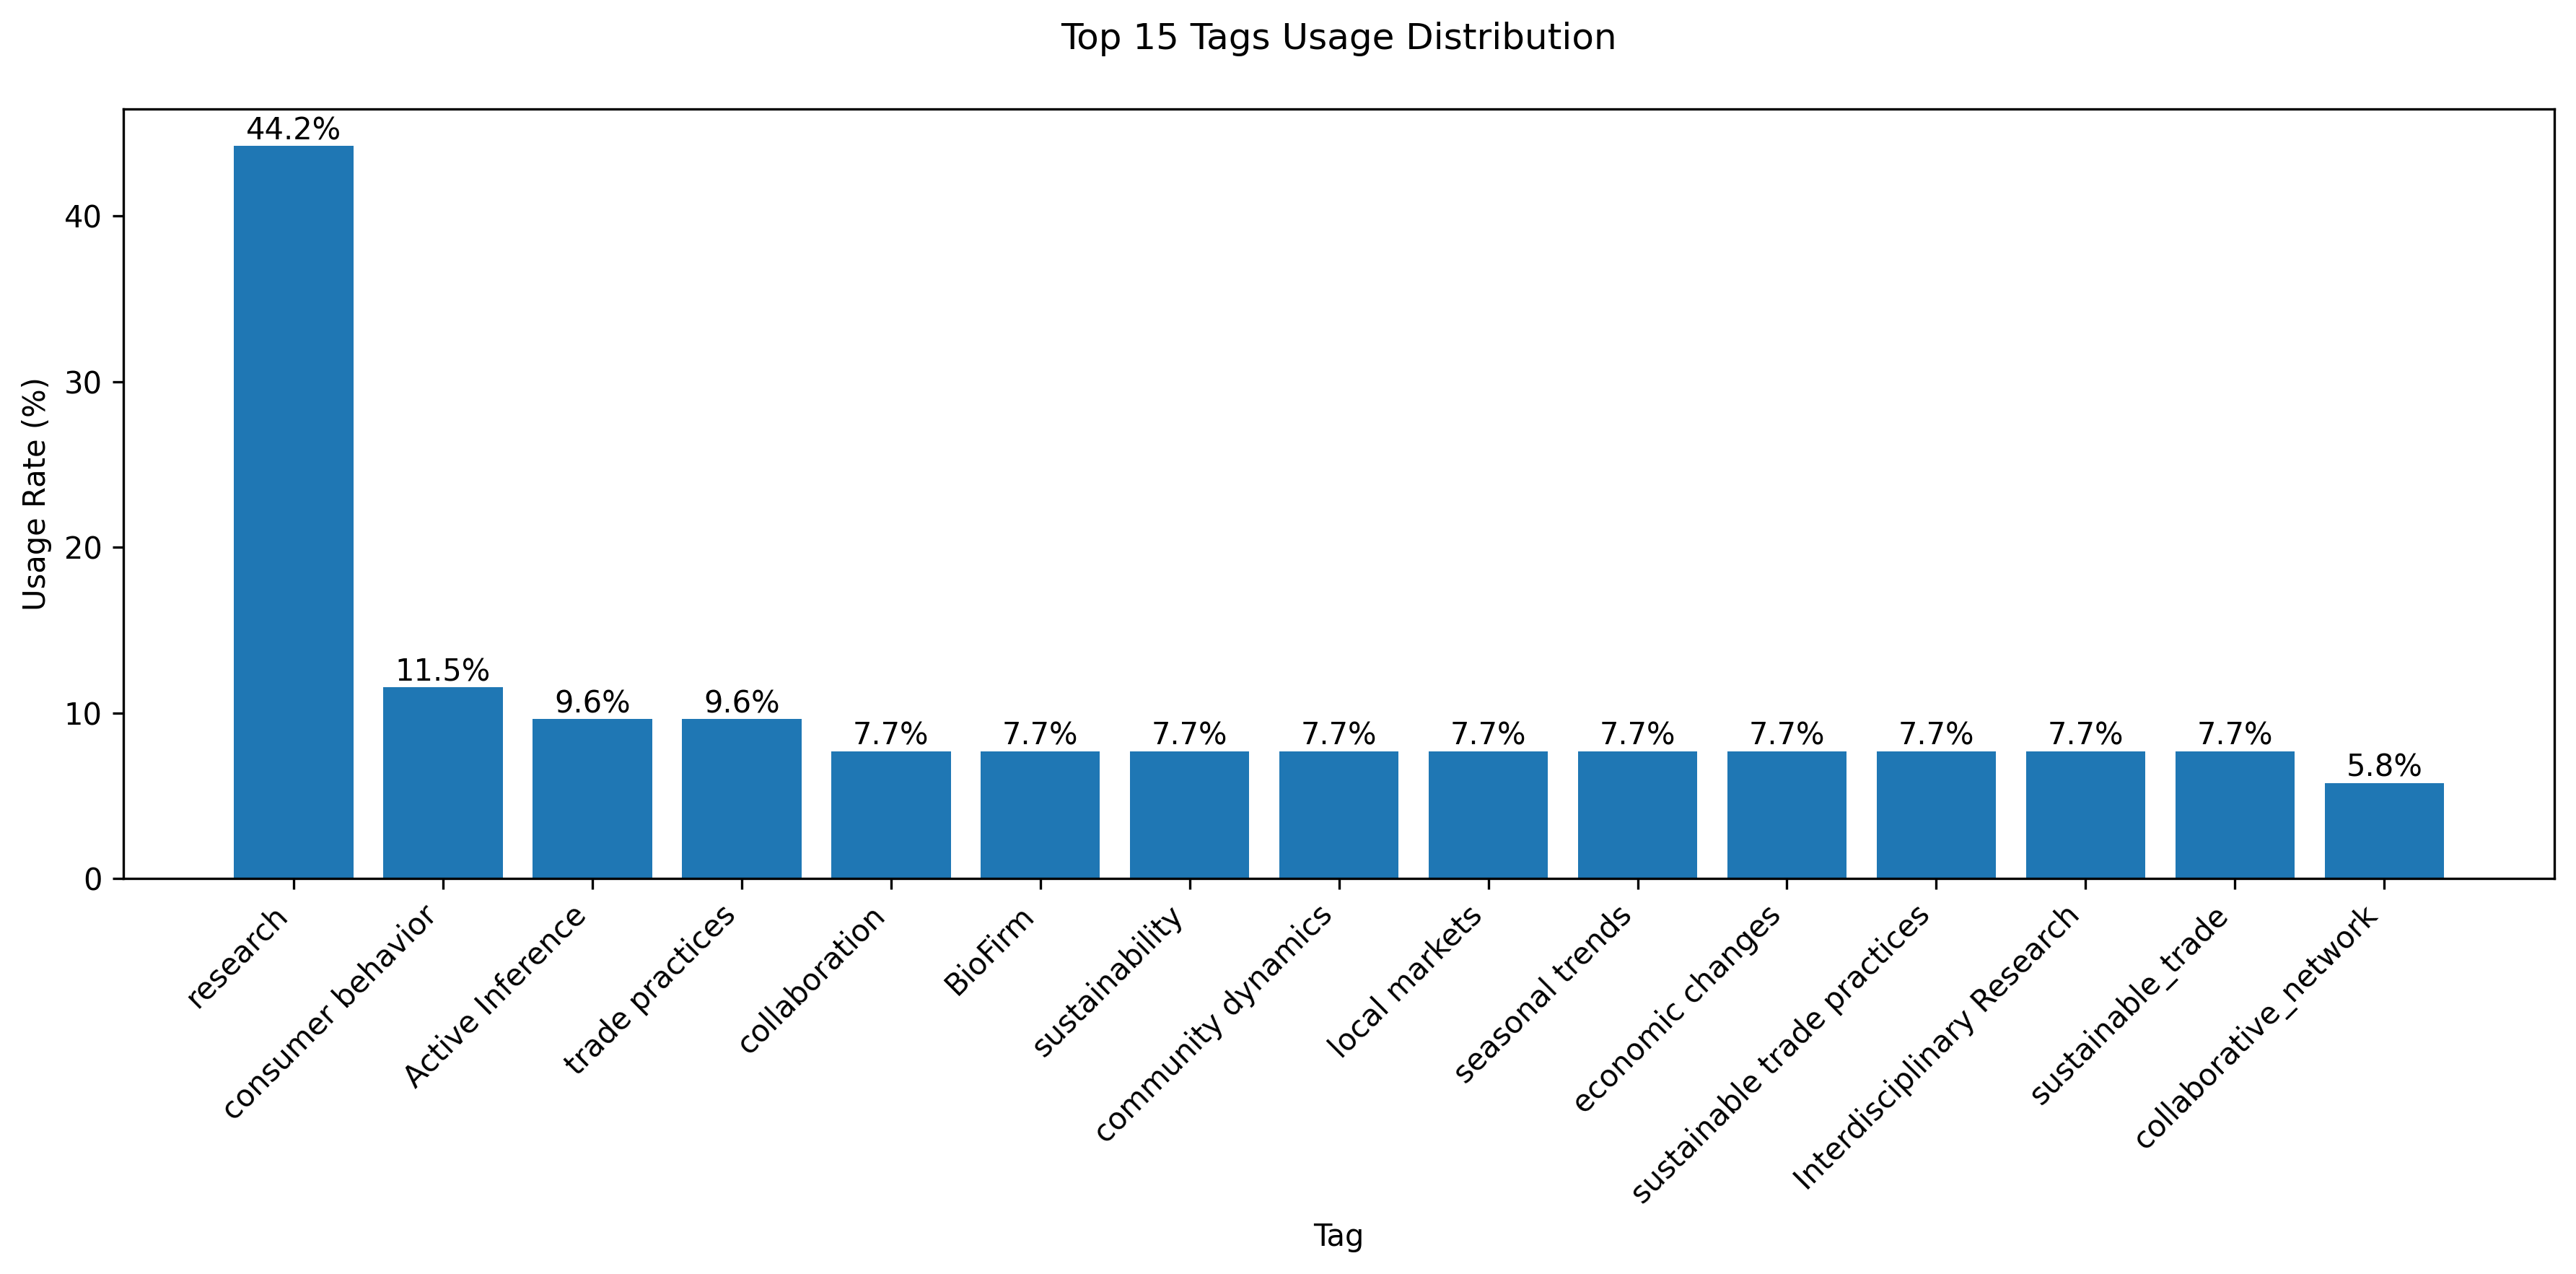 Top 15 Tags Usage Distribution
Usage Rate (%)
40
30
20
10
0
44.2%
11.5%
9.6%
9.6%
7.7%
7.7%
7.7%
7.7%
7.7%
7.7%
7.7%
7.7%
7.7%
7.7%
5.8%
research
consumer behavior
Active Inference
trade practices
collaboration
BioFirm
sustainability
community dynamics
local markets
seasonal trends
economic changes
sustainable trade practices
Interdisciplinary Research
sustainable_trade
collaborative_network
Tag